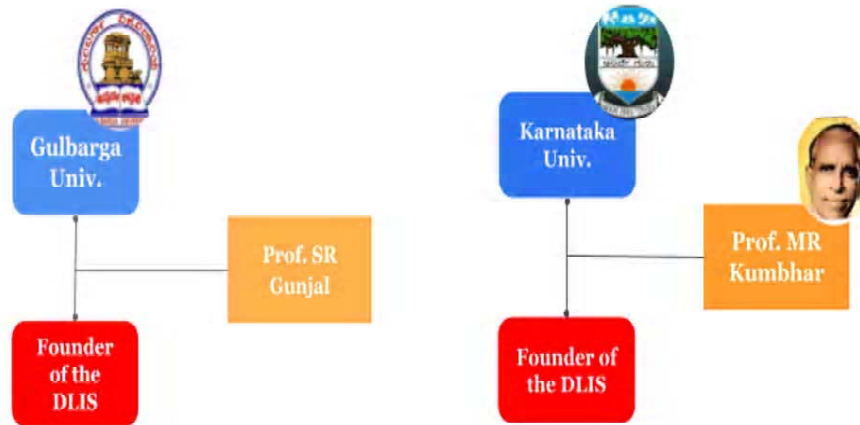 Gulbarga
Univ.
Prof. SR
Gunjal
Founder
of the
DLIS
Karnataka
Univ.
Prof. MR
Kumbhar
Founder of
the DLIS